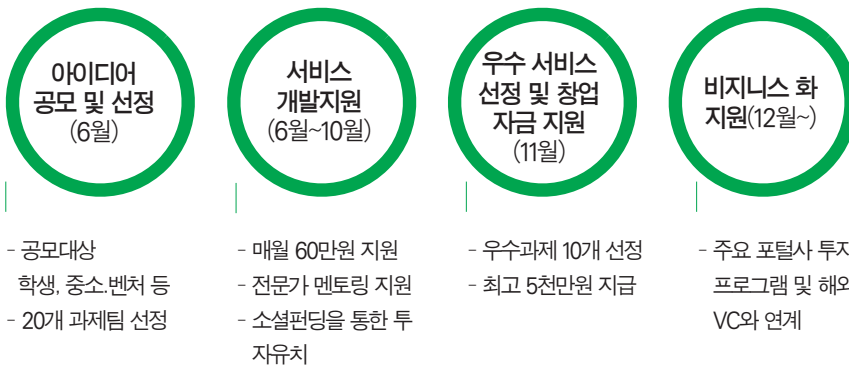 아이디어
공모 및 선정
(6월)
- 공모대상
학생, 중소.벤처 등
- 20개 과제팀 선정
서비스
개발지원
(6월~10월)
- 매월 60만원 지원
- 전문가 멘토링 지원
- 소셜펀딩을 통한 투
자유치
우수 서비스
선정 및 창업
자금 지원
(11월)
- 우수과제 10개 선정
- 최고 5천만원 지급
비지니스 화
지원(12월~)
- 주요 포털사 투자
프로그램 및 해외
VC와 연계